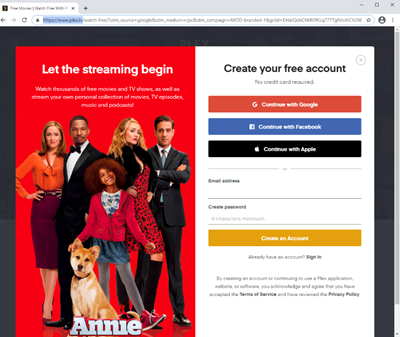 Free Movies | Watch Free With
https://www.plex.tv/watch-free/?utm_source=google&utm_medium=cpc&utm_campaign=AVOD-branded-1&gclid=
PLEX
Let the streaming begin
Watch thousands of free movies and TV shows, as well as
stream your own personal collection of movies, TV episodes,
music and podcasts!
Annie
Create your free account
No credit card required.
Continue with Google
Continue with Facebook
Continue with Apple
or
Email address
Create password
8 characters minimum
Create an Account
Already have an account? Sign In
By creating an account or continuing to use a Plex application,
website, or software, you acknowledge and agree that you have
accepted the Terms of Service and have reviewed the Privacy Policy